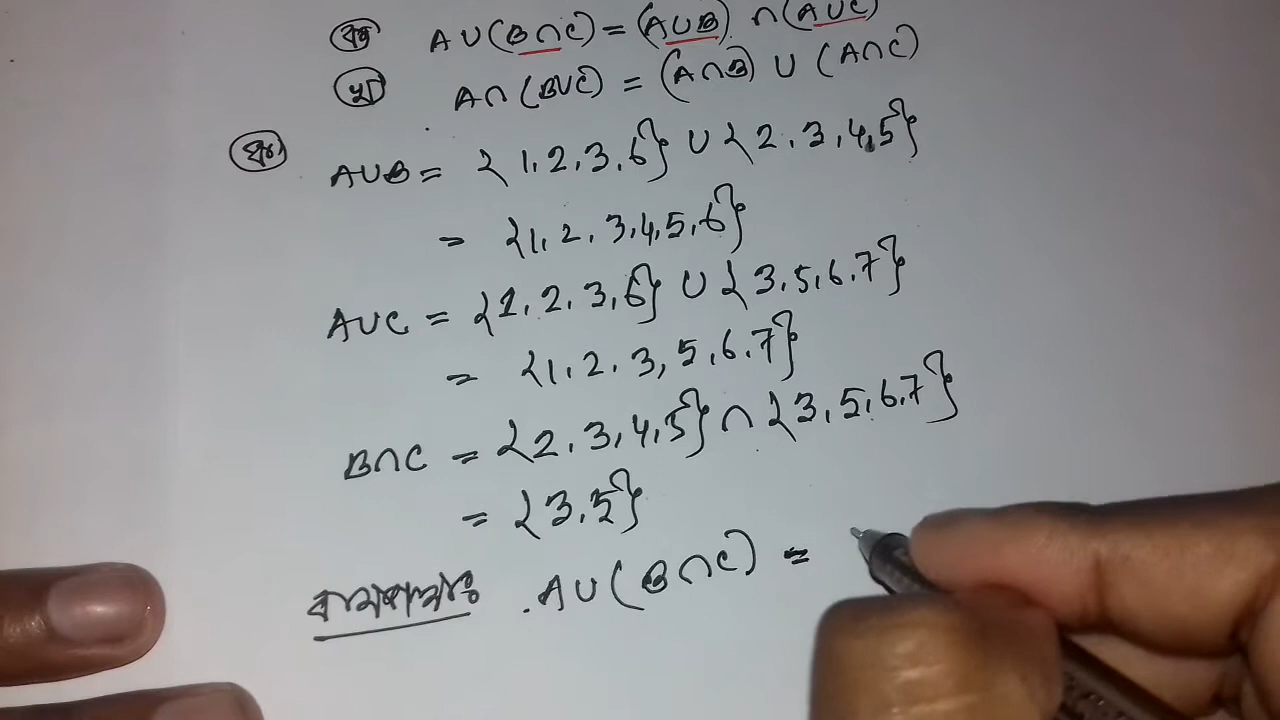 (ক) A∪(B∩C) = (A∪B) ∩ (A∪C)
(খ) A∩(B∪C) = (A∩B) ∪ (A∩C)
A∪B = {1,2,3,6} ∪ {2,3,4,5}
= {1,2,3,4,5,6}
A∪C = {1,2,3,6} ∪ {3,5,6,7}
= {1,2,3,5,6,7}
B∩C = {2,3,4,5} ∩ {3,5,6,7}
= {3,5}
বামপক্ষঃ A∪(B∩C) =